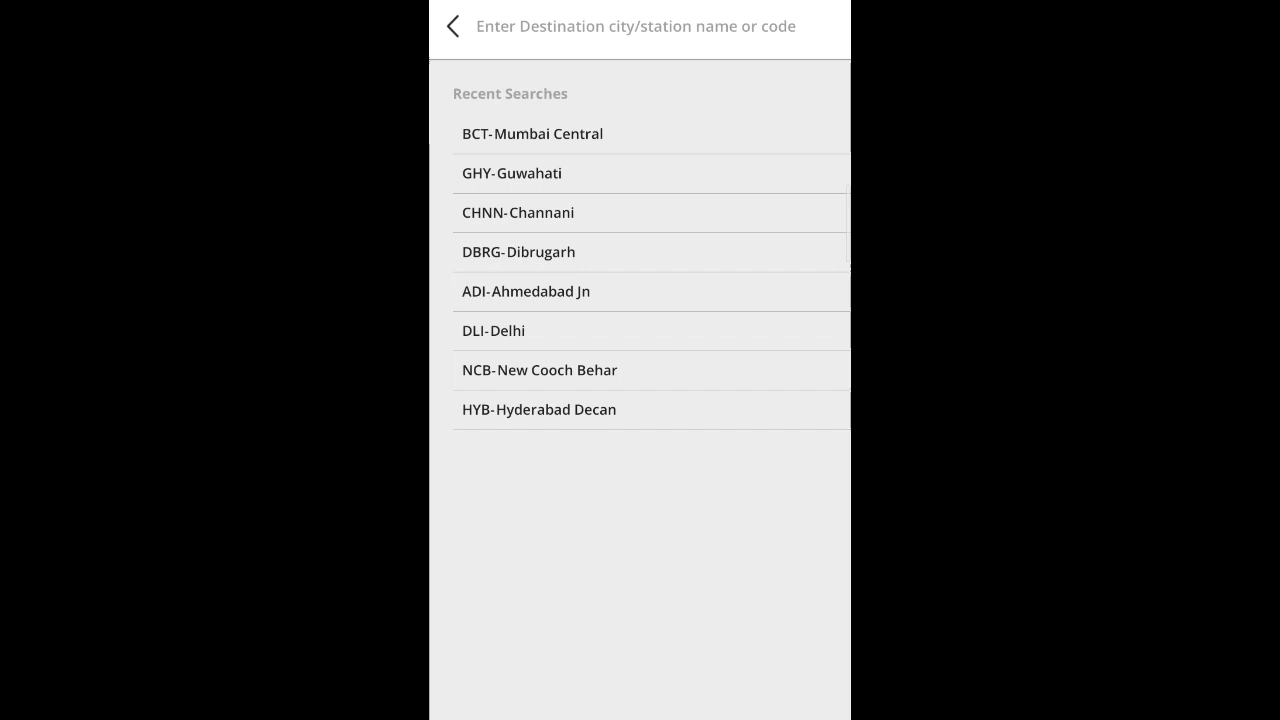 Enter Destination city/station name or code
Recent Searches
BCT-Mumbai Central
GHY-Guwahati
CHNN-Channani
DBRG-Dibrugarh
ADI-Ahmedabad Jn
DLI-Delhi
NCB-New Cooch Behar
HYB-Hyderabad Decan